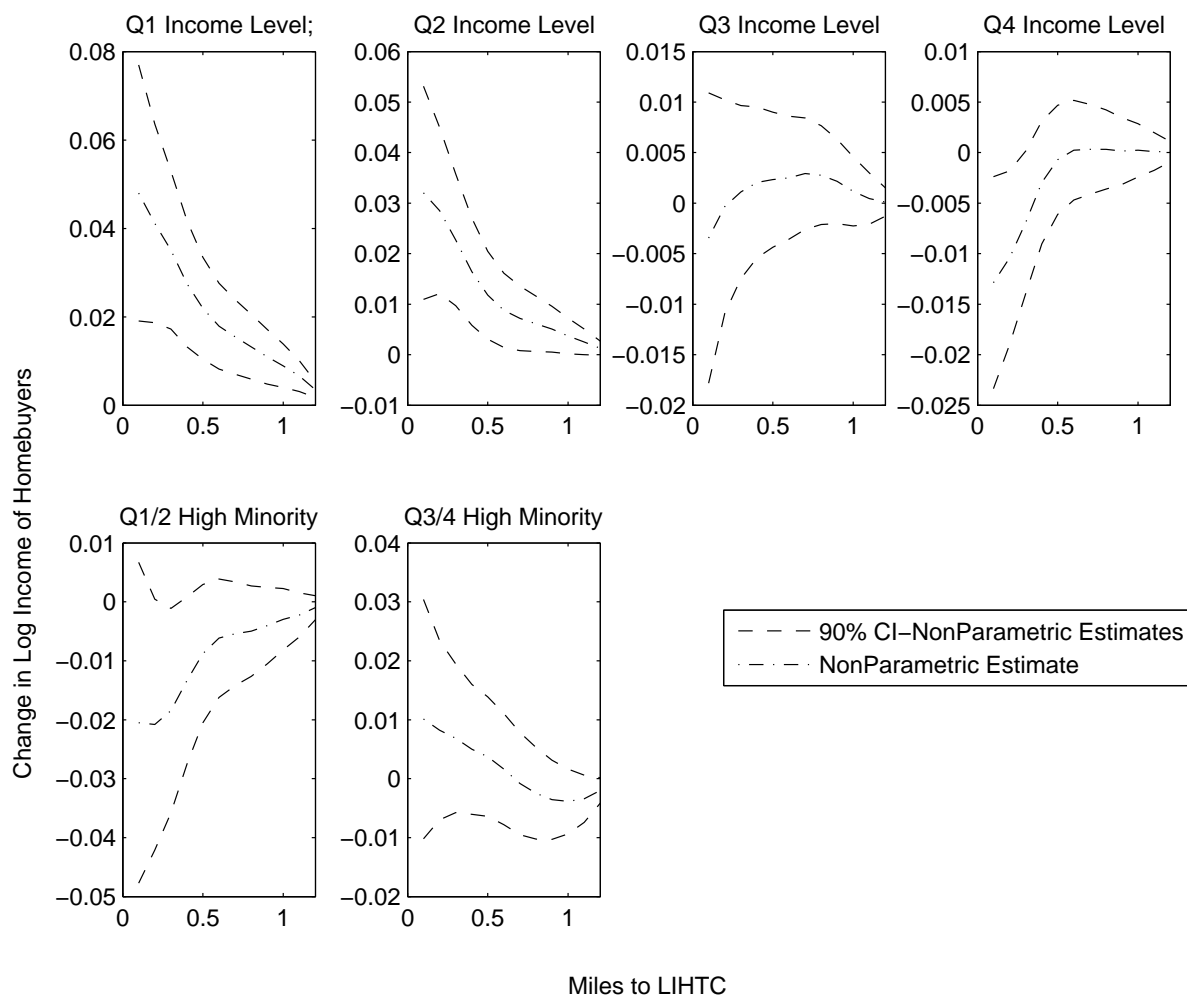 Q1 Income Level;
0.08
0.06
0.04
0.02
0
0 0.5 1
Q2 Income Level
0.06
0.05
0.04
0.03
0.02
0.01
0
−0.01
0 0.5 1
Q3 Income Level
0.015
0.01
0.005
0
−0.005
−0.01
−0.015
−0.02
0 0.5 1
Q4 Income Level
0.01
0.005
0
−0.005
−0.01
−0.015
−0.02
−0.025
0 0.5 1
Change in Log Income of Homebuyers
Q1/2 High Minority
0.01
0
−0.01
−0.02
−0.03
−0.04
−0.05
0 0.5 1
Q3/4 High Minority
0.04
0.03
0.02
0.01
0
−0.01
−0.02
0 0.5 1
90% CI−NonParametric Estimates
NonParametric Estimate
Miles to LIHTC